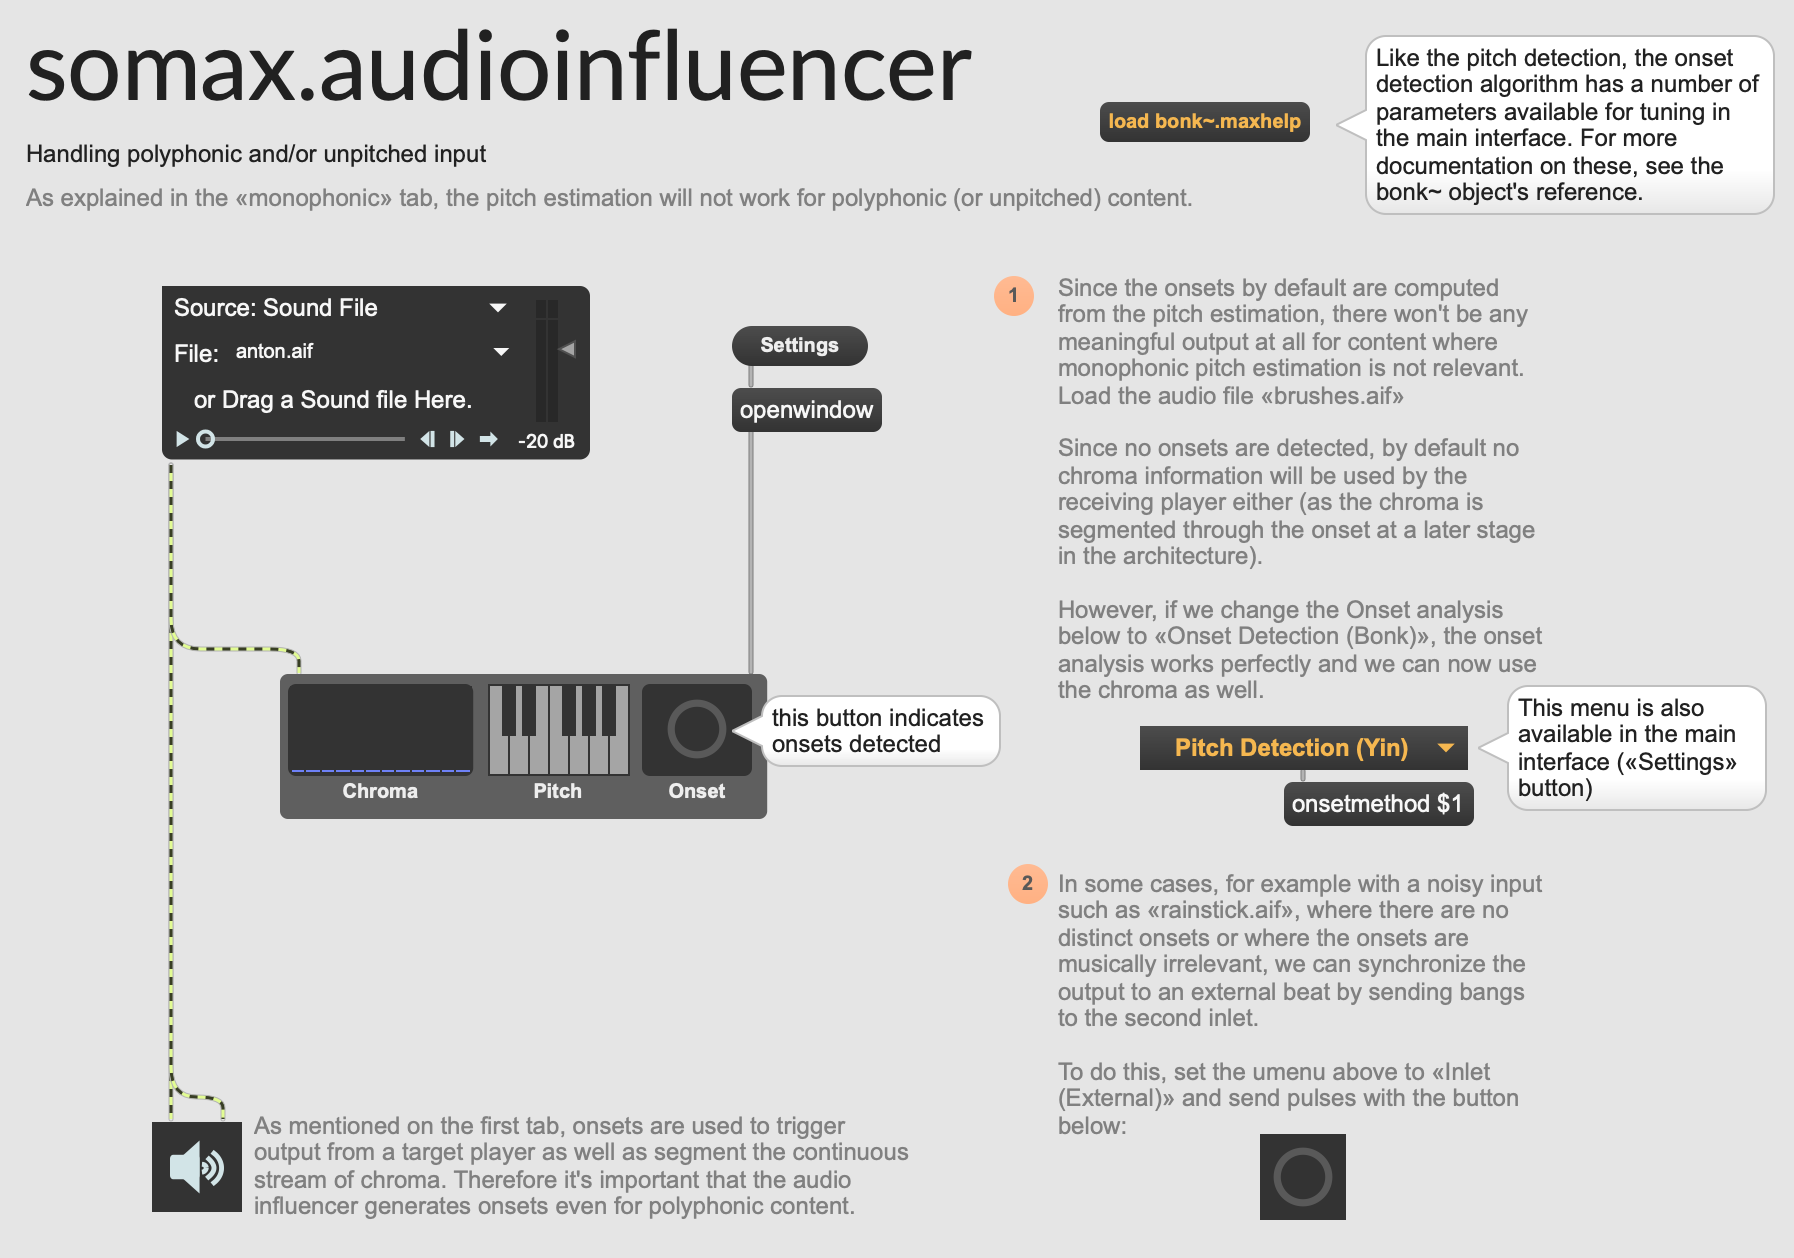 somax.audioinfluencer
Handling polyphonic and/or unpitched input
As explained in the «monophonic» tab, the pitch estimation will not work for polyphonic (or unpitched) content.
load bonk~.maxhelp
Like the pitch detection, the onset
detection algorithm has a number of
parameters available for tuning in
the main interface. For more
documentation on these, see the
bonk~ object's reference.
Source: Sound File
File: anton.aif
or Drag a Sound file Here.
-20 dB
Settings
openwindow
Chroma
Pitch
Onset
this button indicates
onsets detected
1
Since the onsets by default are computed
from the pitch estimation, there won't be any
meaningful output at all for content where
monophonic pitch estimation is not relevant.
Load the audio file «brushes.aif»
Since no onsets are detected, by default no
chroma information will be used by the
receiving player either (as the chroma is
segmented through the onset at a later stage
in the architecture).
However, if we change the Onset analysis
below to «Onset Detection (Bonk)», the onset
analysis works perfectly and we can now use
the chroma as well.
Pitch Detection (Yin)
onsetmethod $1
This menu is also
available in the main
interface («Settings»
button)
2
In some cases, for example with a noisy input
such as «rainstick.aif», where there are no
distinct onsets or where the onsets are
musically irrelevant, we can synchronize the
output to an external beat by sending bangs
to the second inlet.
To do this, set the umenu above to «Inlet
(External)» and send pulses with the button
below:
As mentioned on the first tab, onsets are used to trigger
output from a target player as well as segment the continuous
stream of chroma. Therefore it's important that the audio
influencer generates onsets even for polyphonic content.